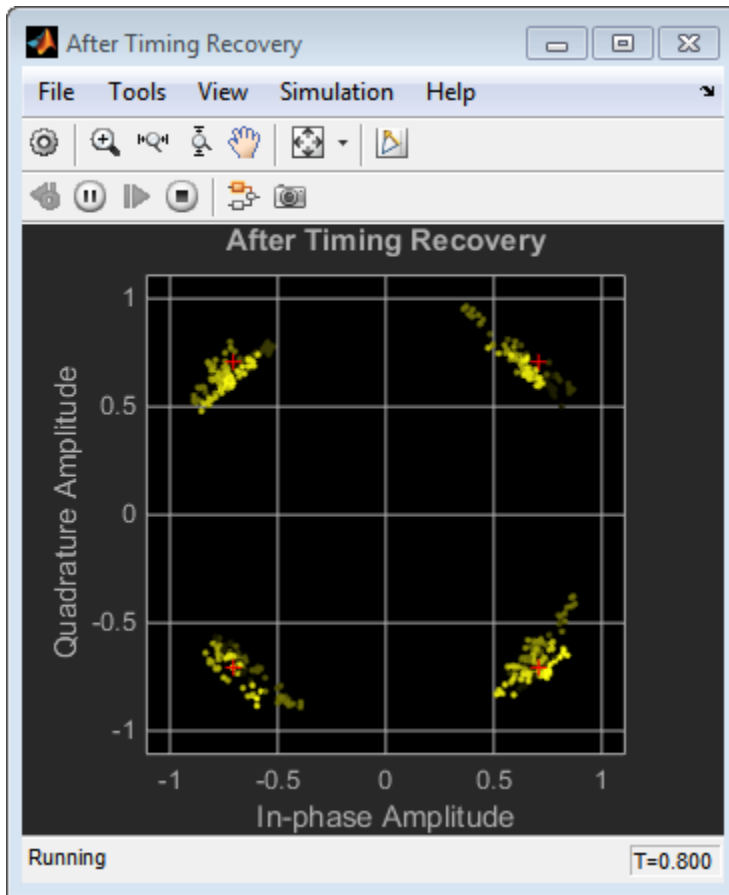 After Timing Recovery
File Tools View Simulation Help
After Timing Recovery
Quadrature Amplitude
1
0.5
0
-0.5
-1
-1 -0.5 0 0.5 1
In-phase Amplitude
Running T=0.800